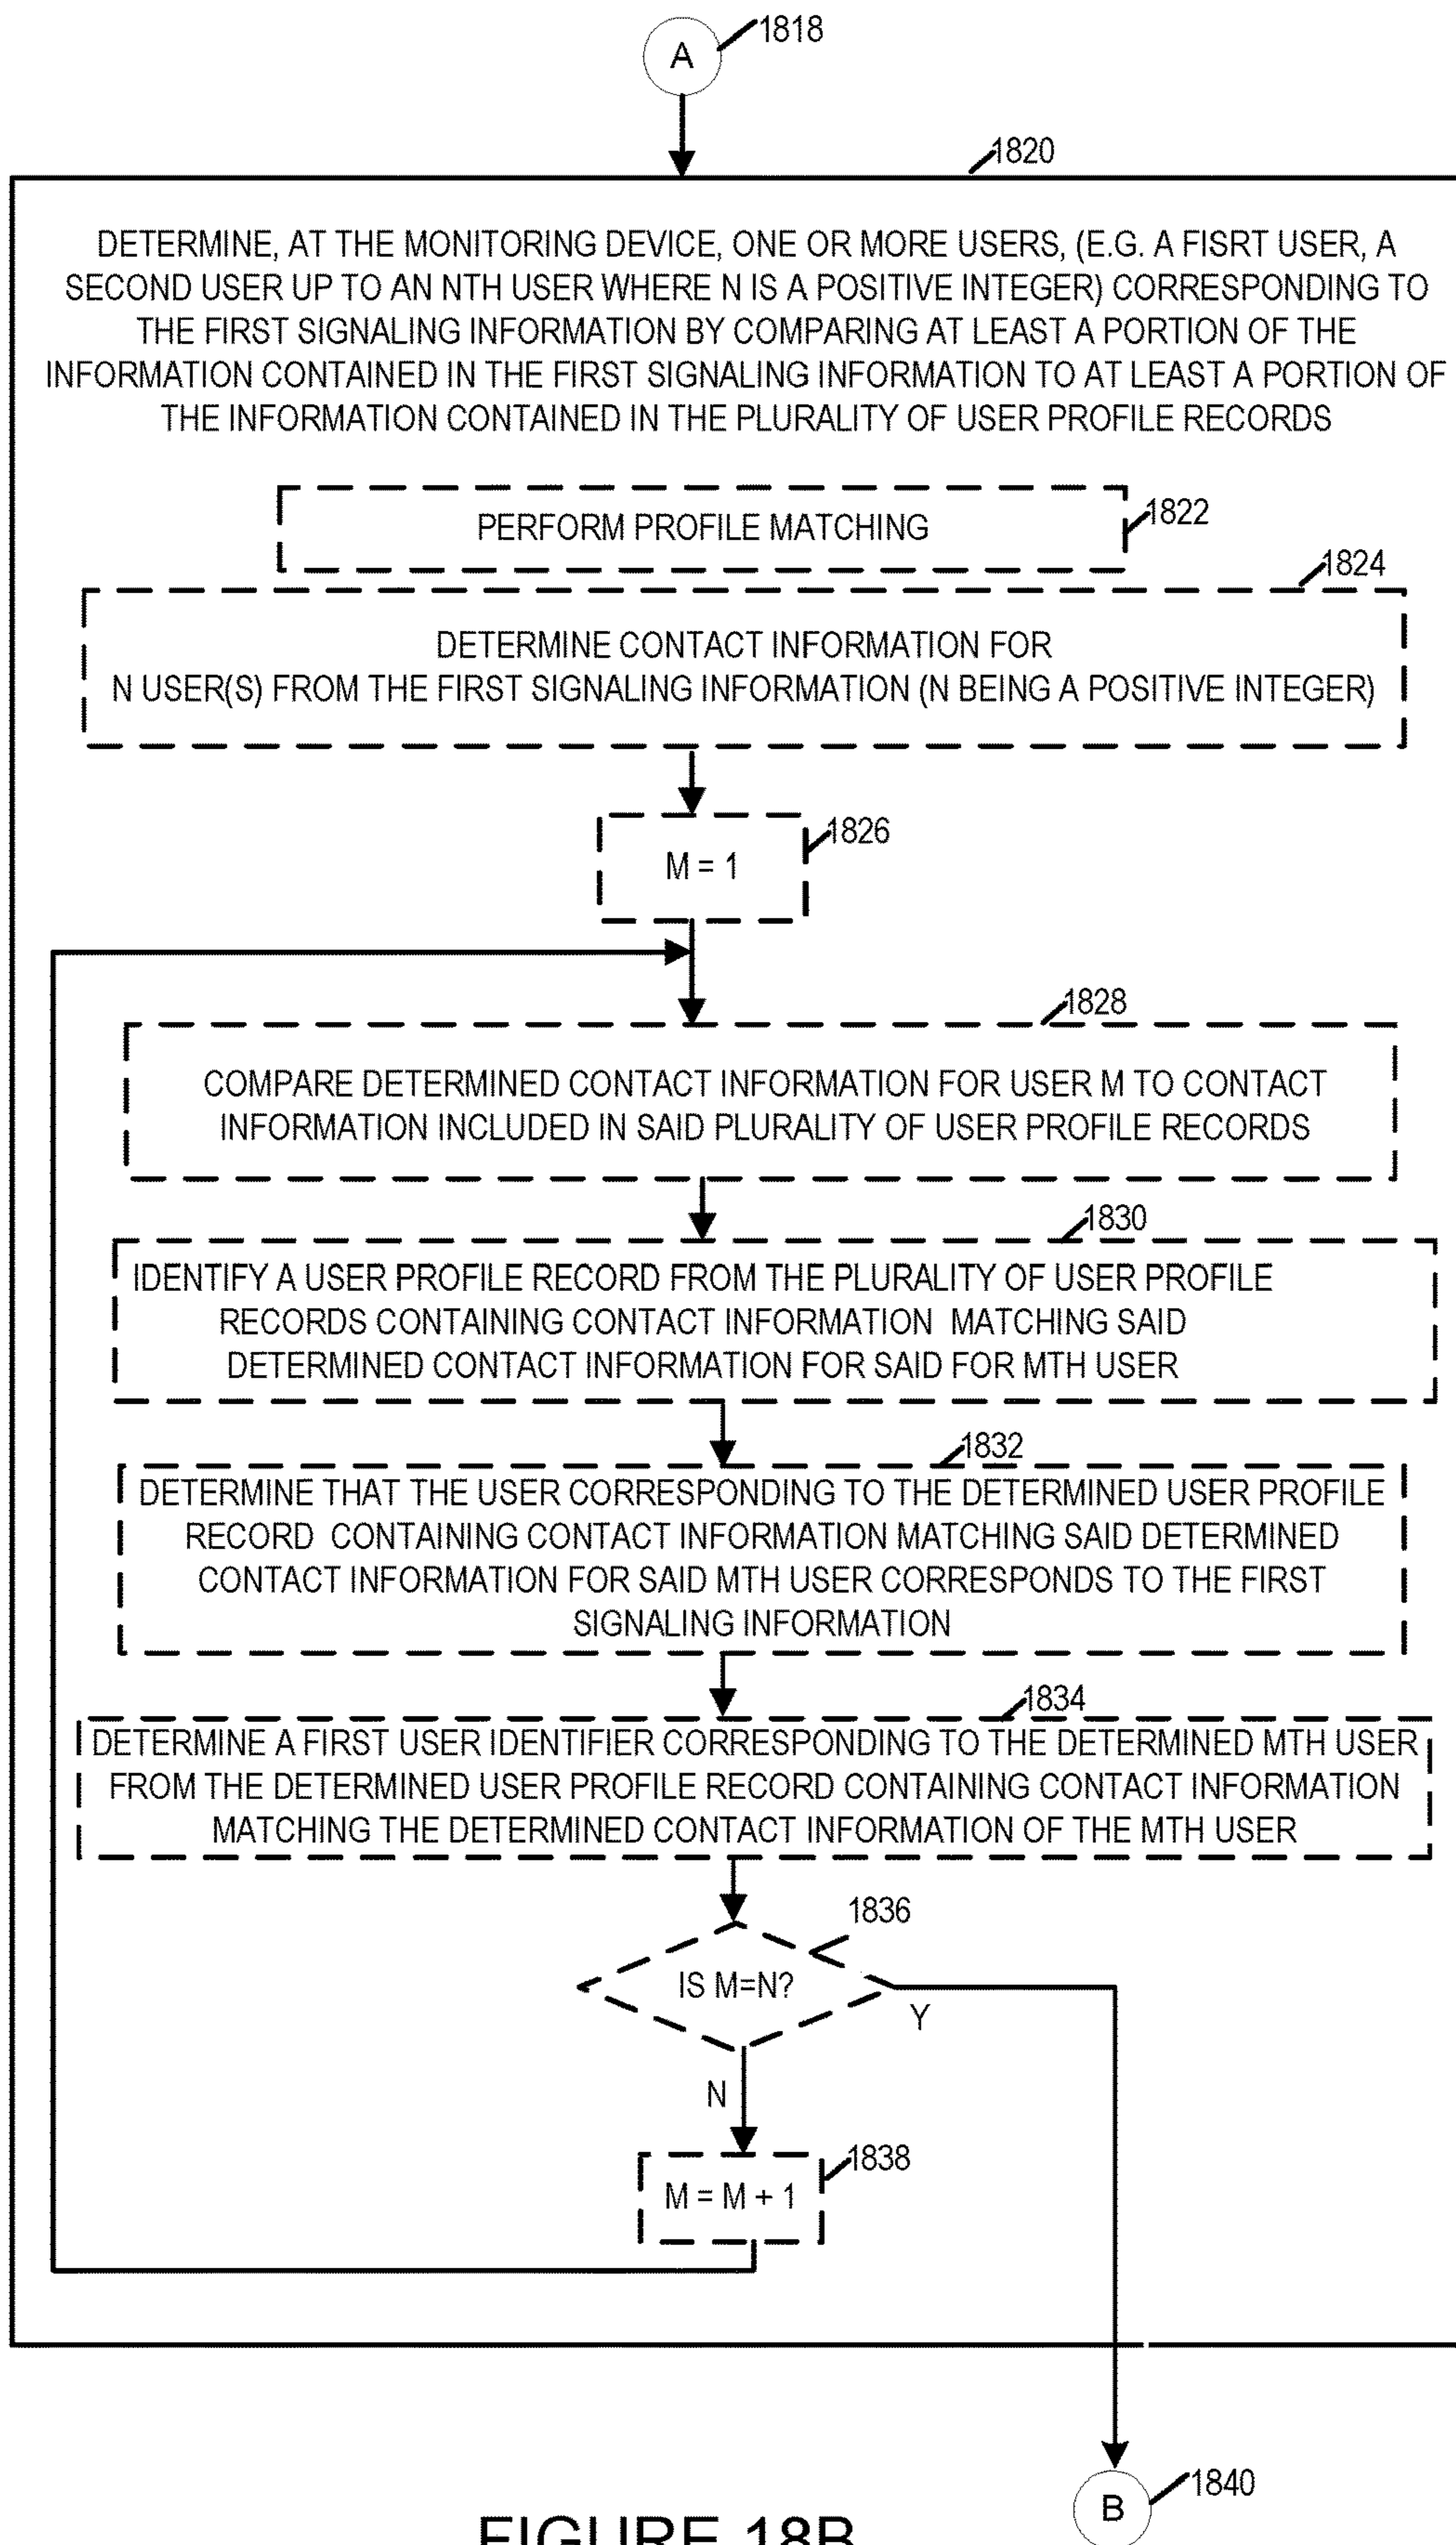 A
1818
1820
DETERMINE, AT THE MONITORING DEVICE, ONE OR MORE USERS, (E.G. A FISRT USER, A
SECOND USER UP TO AN NTH USER WHERE N IS A POSITIVE INTEGER) CORRESPONDING TO
THE FIRST SIGNALING INFORMATION BY COMPARING AT LEAST A PORTION OF THE
INFORMATION CONTAINED IN THE FIRST SIGNALING INFORMATION TO AT LEAST A PORTION OF
THE INFORMATION CONTAINED IN THE PLURALITY OF USER PROFILE RECORDS
PERFORM PROFILE MATCHING
1822
1824
DETERMINE CONTACT INFORMATION FOR
N USER(S) FROM THE FIRST SIGNALING INFORMATION (N BEING A POSITIVE INTEGER)
1826
M = 1
1828
COMPARE DETERMINED CONTACT INFORMATION FOR USER M TO CONTACT
INFORMATION INCLUDED IN SAID PLURALITY OF USER PROFILE RECORDS
1830
IDENTIFY A USER PROFILE RECORD FROM THE PLURALITY OF USER PROFILE
RECORDS CONTAINING CONTACT INFORMATION MATCHING SAID
DETERMINED CONTACT INFORMATION FOR SAID FOR MTH USER
1832
DETERMINE THAT THE USER CORRESPONDING TO THE DETERMINED USER PROFILE
RECORD CONTAINING CONTACT INFORMATION MATCHING SAID DETERMINED
CONTACT INFORMATION FOR SAID MTH USER CORRESPONDS TO THE FIRST
SIGNALING INFORMATION
1834
DETERMINE A FIRST USER IDENTIFIER CORRESPONDING TO THE DETERMINED MTH USER
FROM THE DETERMINED USER PROFILE RECORD CONTAINING CONTACT INFORMATION
MATCHING THE DETERMINED CONTACT INFORMATION OF THE MTH USER
1836
IS M=N?
Y
N
1838
M = M + 1
1840
B
FIGURE 18B